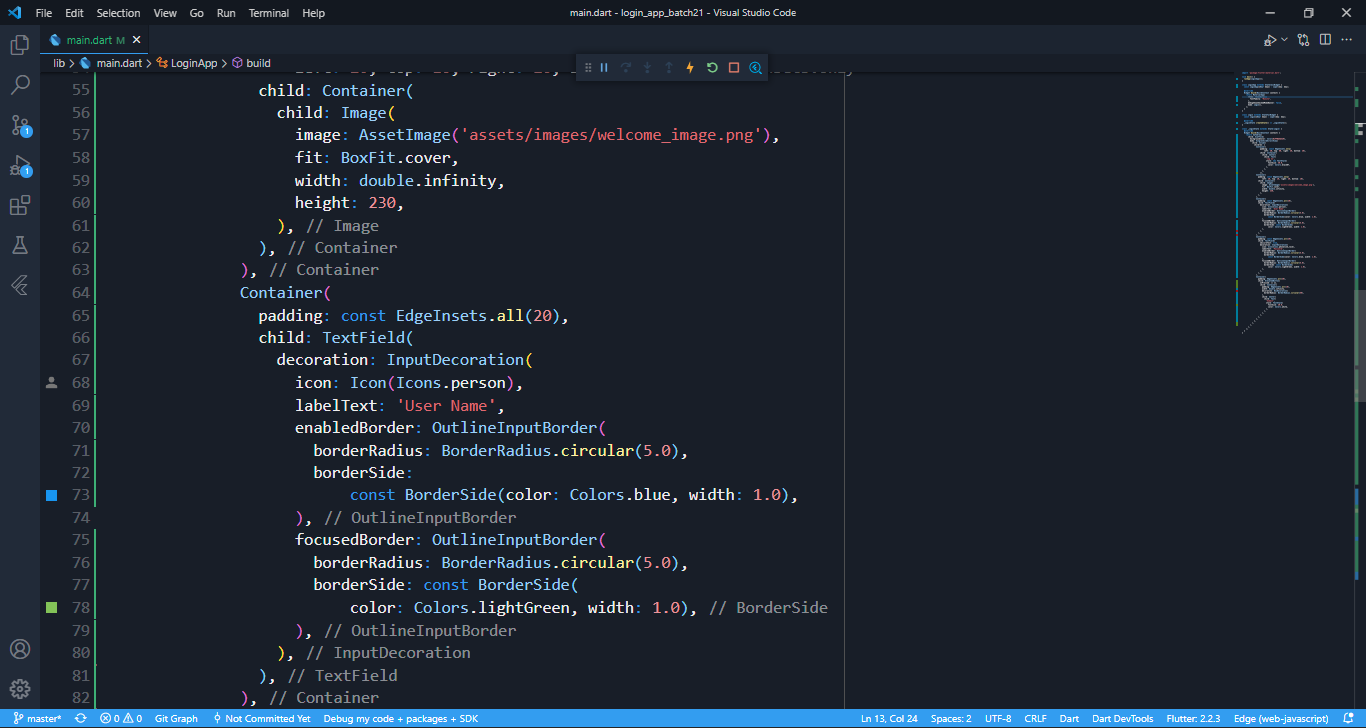 File Edit Selection View Go Run Terminal Help main.dart - login_app_batch21 - Visual Studio Code
main.dart M
lib > main.dart > LoginApp > build
55 child: Container(
56 child: Image(
57 image: AssetImage('assets/images/welcome_image.png'),
58 fit: BoxFit.cover,
59 width: double.infinity,
60 height: 230,
61 ), // Image
62 ), // Container
63 ), // Container
64 Container(
65 padding: const EdgeInsets.all(20),
66 child: TextField(
67 decoration: InputDecoration(
68 icon: Icon(Icons.person),
69 labelText: 'User Name',
70 enabledBorder: OutlineInputBorder(
71 borderRadius: BorderRadius.circular(5.0),
72 borderSide:
73 const BorderSide(color: Colors.blue, width: 1.0),
74 ), // OutlineInputBorder
75 focusedBorder: OutlineInputBorder(
76 borderRadius: BorderRadius.circular(5.0),
77 borderSide: const BorderSide(
78 color: Colors.lightGreen, width: 1.0), // BorderSide
79 ), // OutlineInputBorder
80 ), // InputDecoration
81 ), // TextField
82 ), // Container
1
1
master* 0 0 Git Graph Not Committed Yet Debug my code + packages + SDK Ln 13, Col 24 Spaces: 2 UTF-8 CRLF Dart Dart DevTools Flutter: 2.2.3 Edge (web-javascript)